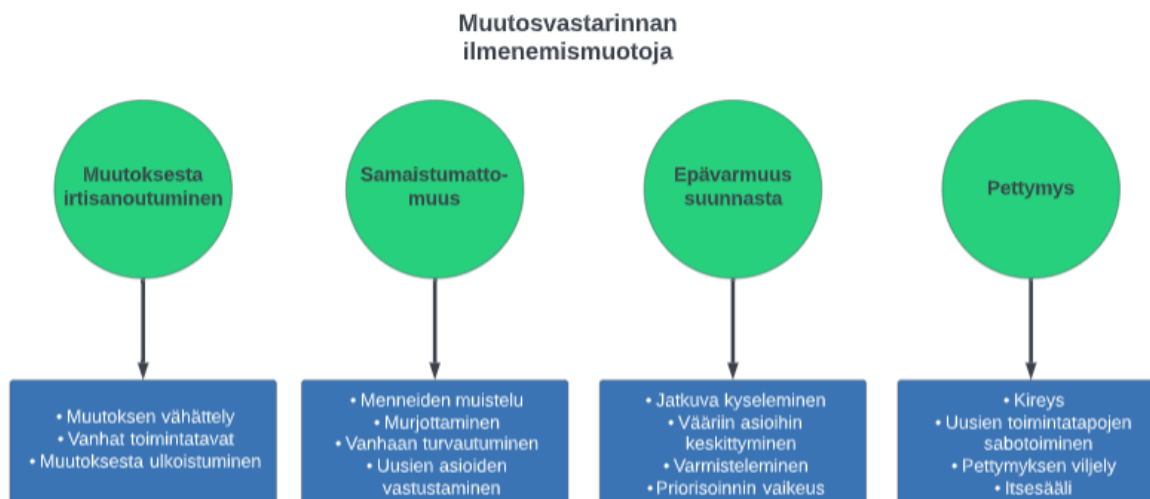 Muutosvastarinnan
ilmenemismuotoja
Muutoksesta
irtisanoutuminen
Samaistumatto-
muus
Epävarmuus
suunnasta
Pettymys
• Muutoksen vähättely
• Vanhat toimintatavat
• Muutoksesta ulkoistuminen
• Menneiden muistelu
• Murjottaminen
• Vanhaan turvautuminen
• Uusien asioiden
vastustaminen
• Jatkuva kyseleminen
• Vääriin asioihin
keskittyminen
• Varmisteleminen
• Priorisoinnin vaikeus
• Kireys
• Uusien toimintatapojen
sabotoiminen
• Pettymyksen viljely
• Itsesääli